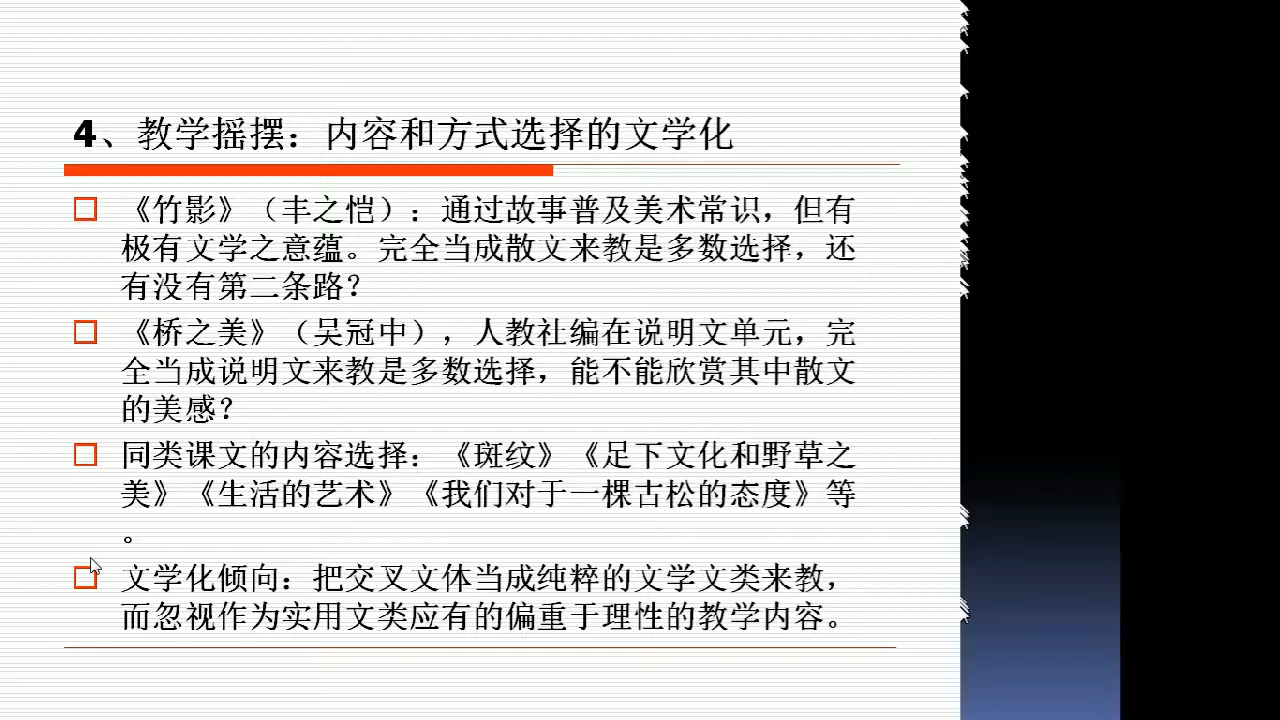 4、教学摇摆：内容和方式选择的文学化
《竹影》（丰之恺）：通过故事普及美术常识，但有
极有文学之意蕴。完全当成散文来教是多数选择，还
有没有第二条路？
《桥之美》（吴冠中），人教社编在说明文单元，完
全当成说明文来教是多数选择，能不能欣赏其中散文
的美感？
同类课文的内容选择：《斑纹》《足下文化和野草之
美》《生活的艺术》《我们对于一棵古松的态度》等
。
文学化倾向：把交叉文体当成纯粹的文学文类来教，
而忽视作为实用文类应有的偏重于理性的教学内容。